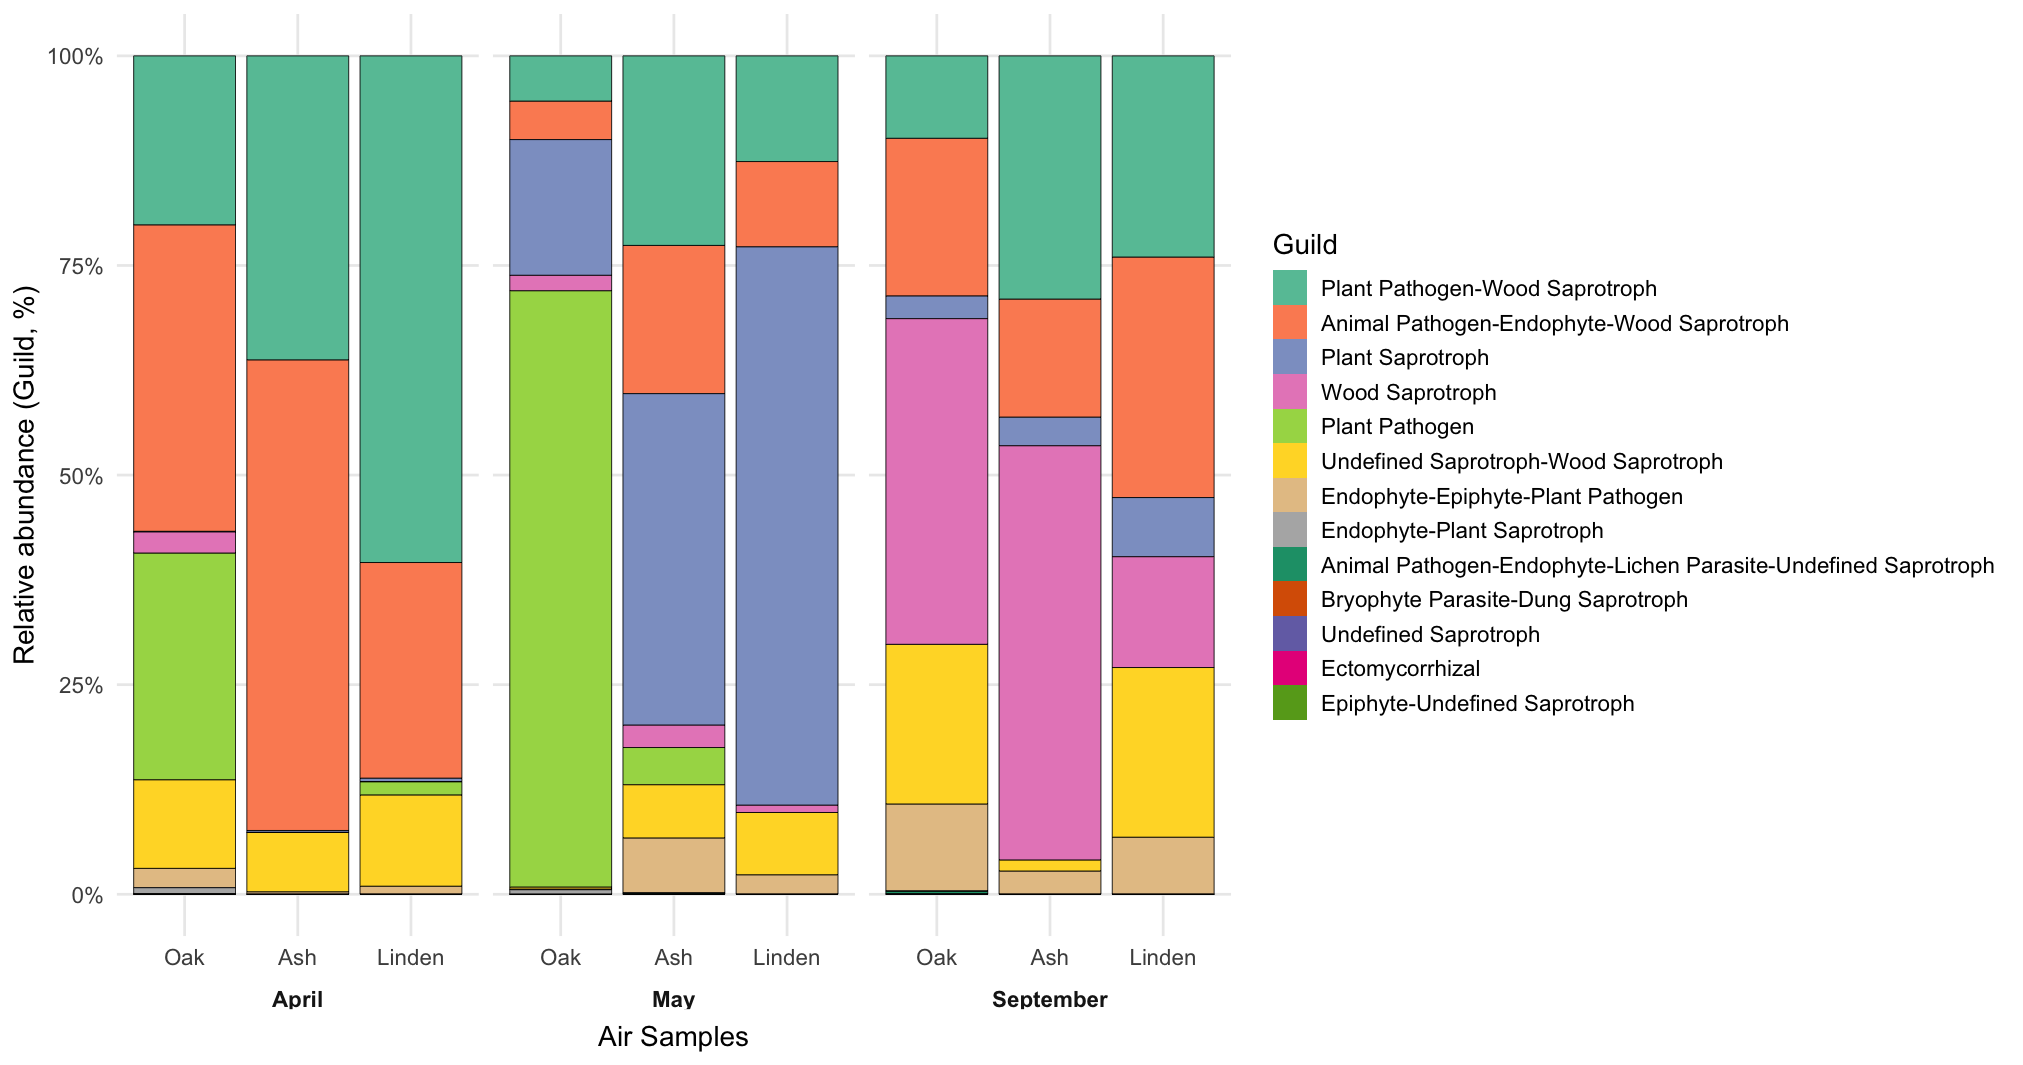 100%
75%
50%
25%
0%
Relative abundance (Guild, %)
Oak Ash Linden Oak Ash Linden Oak Ash Linden
April May September
Air Samples
Guild
Plant Pathogen-Wood Saprotroph
Animal Pathogen-Endophyte-Wood Saprotroph
Plant Saprotroph
Wood Saprotroph
Plant Pathogen
Undefined Saprotroph-Wood Saprotroph
Endophyte-Epiphyte-Plant Pathogen
Endophyte-Plant Saprotroph
Animal Pathogen-Endophyte-Lichen Parasite-Undefined Saprotroph
Bryophyte Parasite-Dung Saprotroph
Undefined Saprotroph
Ectomycorrhizal
Epiphyte-Undefined Saprotroph